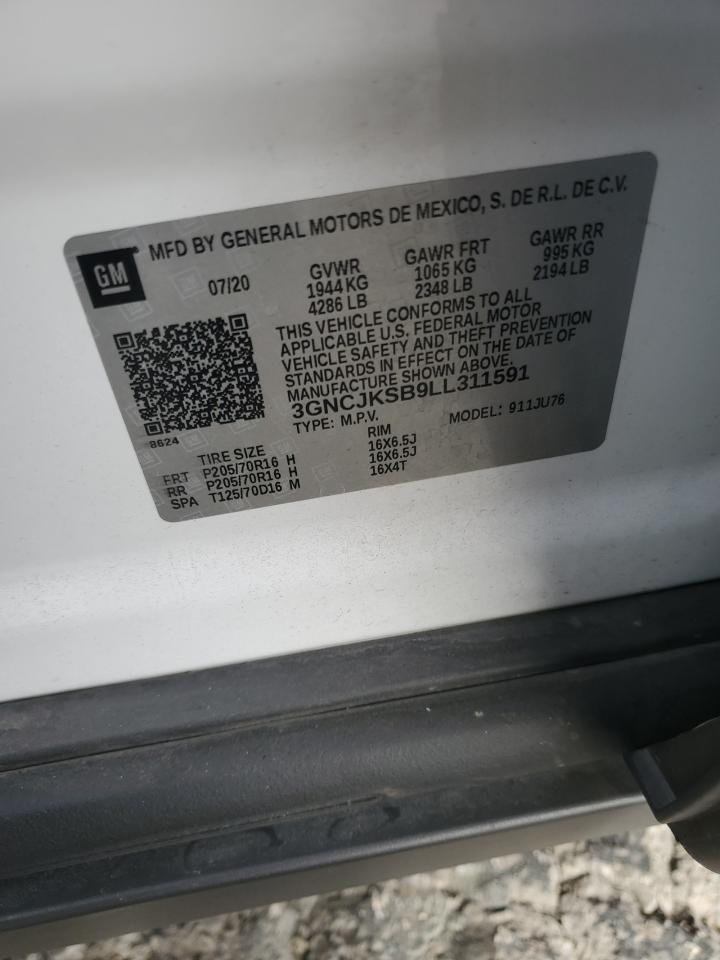 GM
MFD BY GENERAL MOTORS DE MEXICO, S. DE R.L. DE C.V.
07/20 GVWR GAWR FRT GAWR RR
1944 KG 1065 KG 995 KG
4286 LB 2348 LB 2194 LB
THIS VEHICLE CONFORMS TO ALL
APPLICABLE U.S. FEDERAL MOTOR
VEHICLE SAFETY AND THEFT PREVENTION
STANDARDS IN EFFECT ON THE DATE OF
MANUFACTURE SHOWN ABOVE.
3GNCJKSB9LL311591
TYPE: M.P.V. MODEL: 911JU76
8624
TIRE SIZE RIM
FRT P205/70R16 H 16X6.5J
RR P205/70R16 H 16X6.5J
SPA T125/70D16 M 16X4T